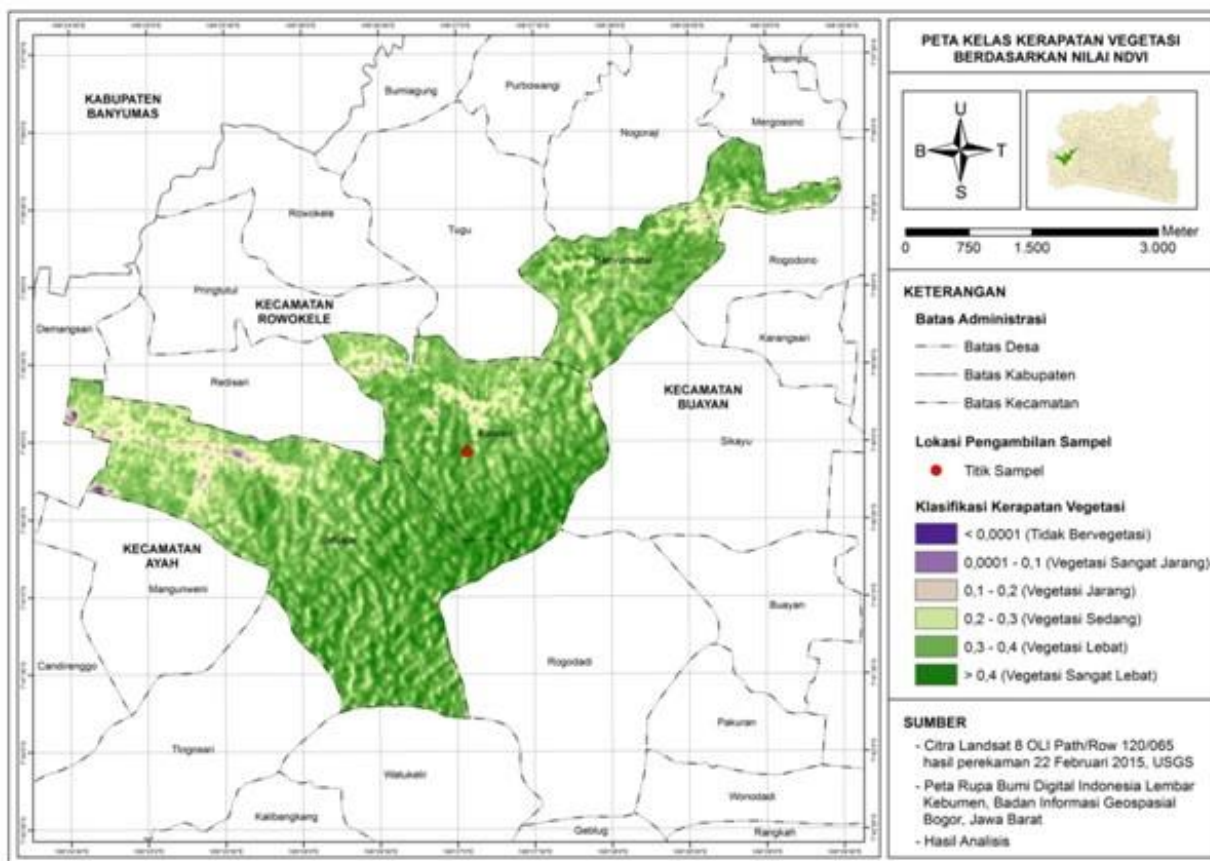 PETA KELAS KERAPATAN VEGETASI
BERDASARKAN NILAI NDVI
U
B
T
S
Meter
0
750
1.500
3.000
KETERANGAN
Batas Administrasi
Batas Desa
Batas Kabupaten
Batas Kecamatan
Lokasi Pengambilan Sampel
Titik Sampel
Klasifikasi Kerapatan Vegetasi
< 0,0001 (Tidak Bervegetasi)
0,0001 - 0,1 (Vegetasi Sangat Jarang)
0,1 - 0,2 (Vegetasi Jarang)
0,2 - 0,3 (Vegetasi Sedang)
0,3 - 0,4 (Vegetasi Lebat)
> 0,4 (Vegetasi Sangat Lebat)
SUMBER
- Citra Landsat 8 OLI Path/Row 120/065
hasil perekaman 22 Februari 2015, USGS
- Peta Rupa Bumi Digital Indonesia Lembar
Kebumen, Badan Informasi Geospasial
Bogor, Jawa Barat
- Hasil Analisis
KABUPATEN
BANYUMAS
Bumiagung
Purbowangi
Semampir
Nogoraji
Mergosono
Rowokele
Tugu
Pringtutul
KECAMATAN
ROWOKELE
Rogodono
Demangsari
Karangsari
Redisari
KECAMATAN
BUAYAN
Sikayu
KECAMATAN
AYAH
Mangunweni
Buayan
Candirenggo
Rogodadi
Pakuran
Tlogosari
Watukelir
Wonodadi
Kalibangkang
Geblug
Rangkah